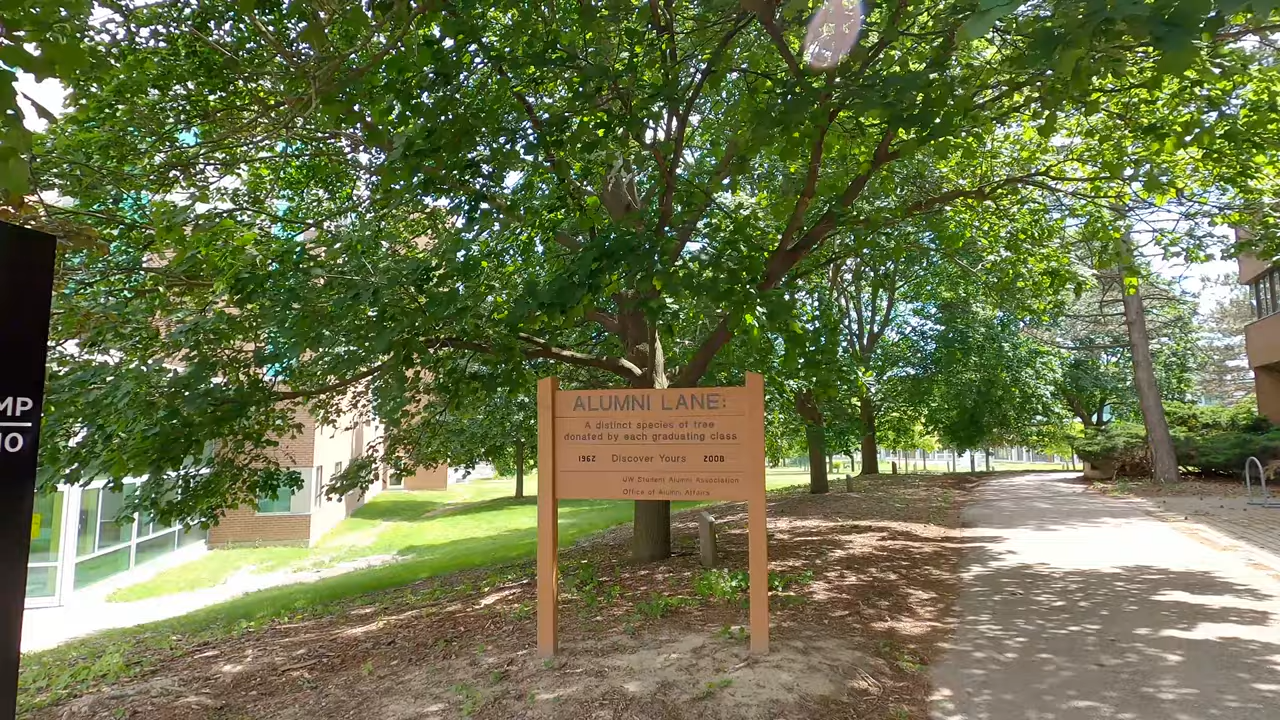 MP
IO
ALUMNI LANE:
A distinct species of tree
donated by each graduating class
1962 Discover Yours 2008
UW Student Alumni Association
Office of Alumni Affairs